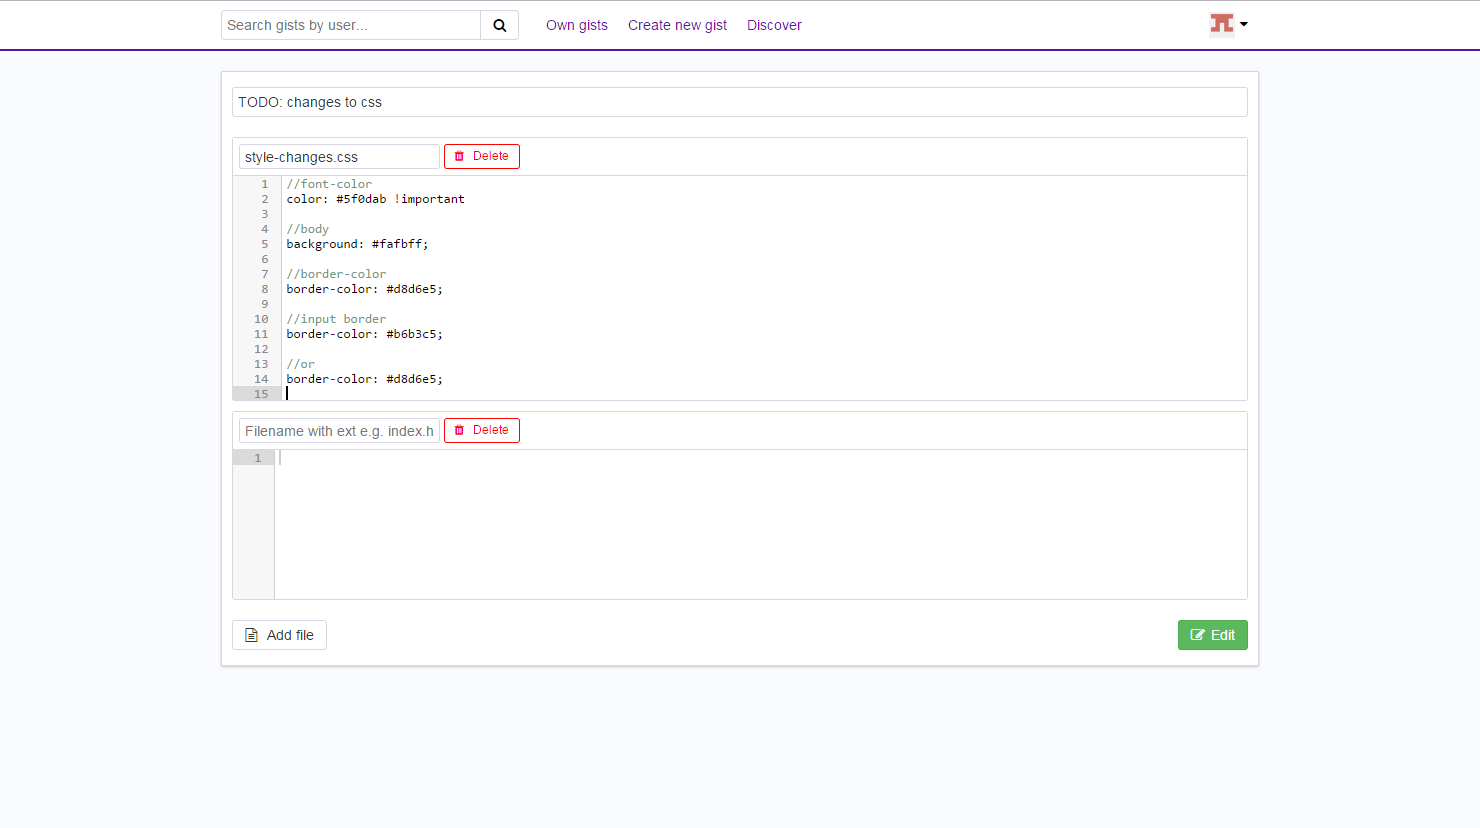 Search gists by user...
Own gists
Create new gist
Discover
TODO: changes to css
style-changes.css
Delete
1 //font-color
2 color: #5f0dab !important
3
4 //body
5 background: #fafbff;
6
7 //border-color
8 border-color: #d8d6e5;
9
10 //input border
11 border-color: #b6b3c5;
12
13 //or
14 border-color: #d8d6e5;
15
Filename with ext e.g. index.h
Delete
1
Add file
Edit